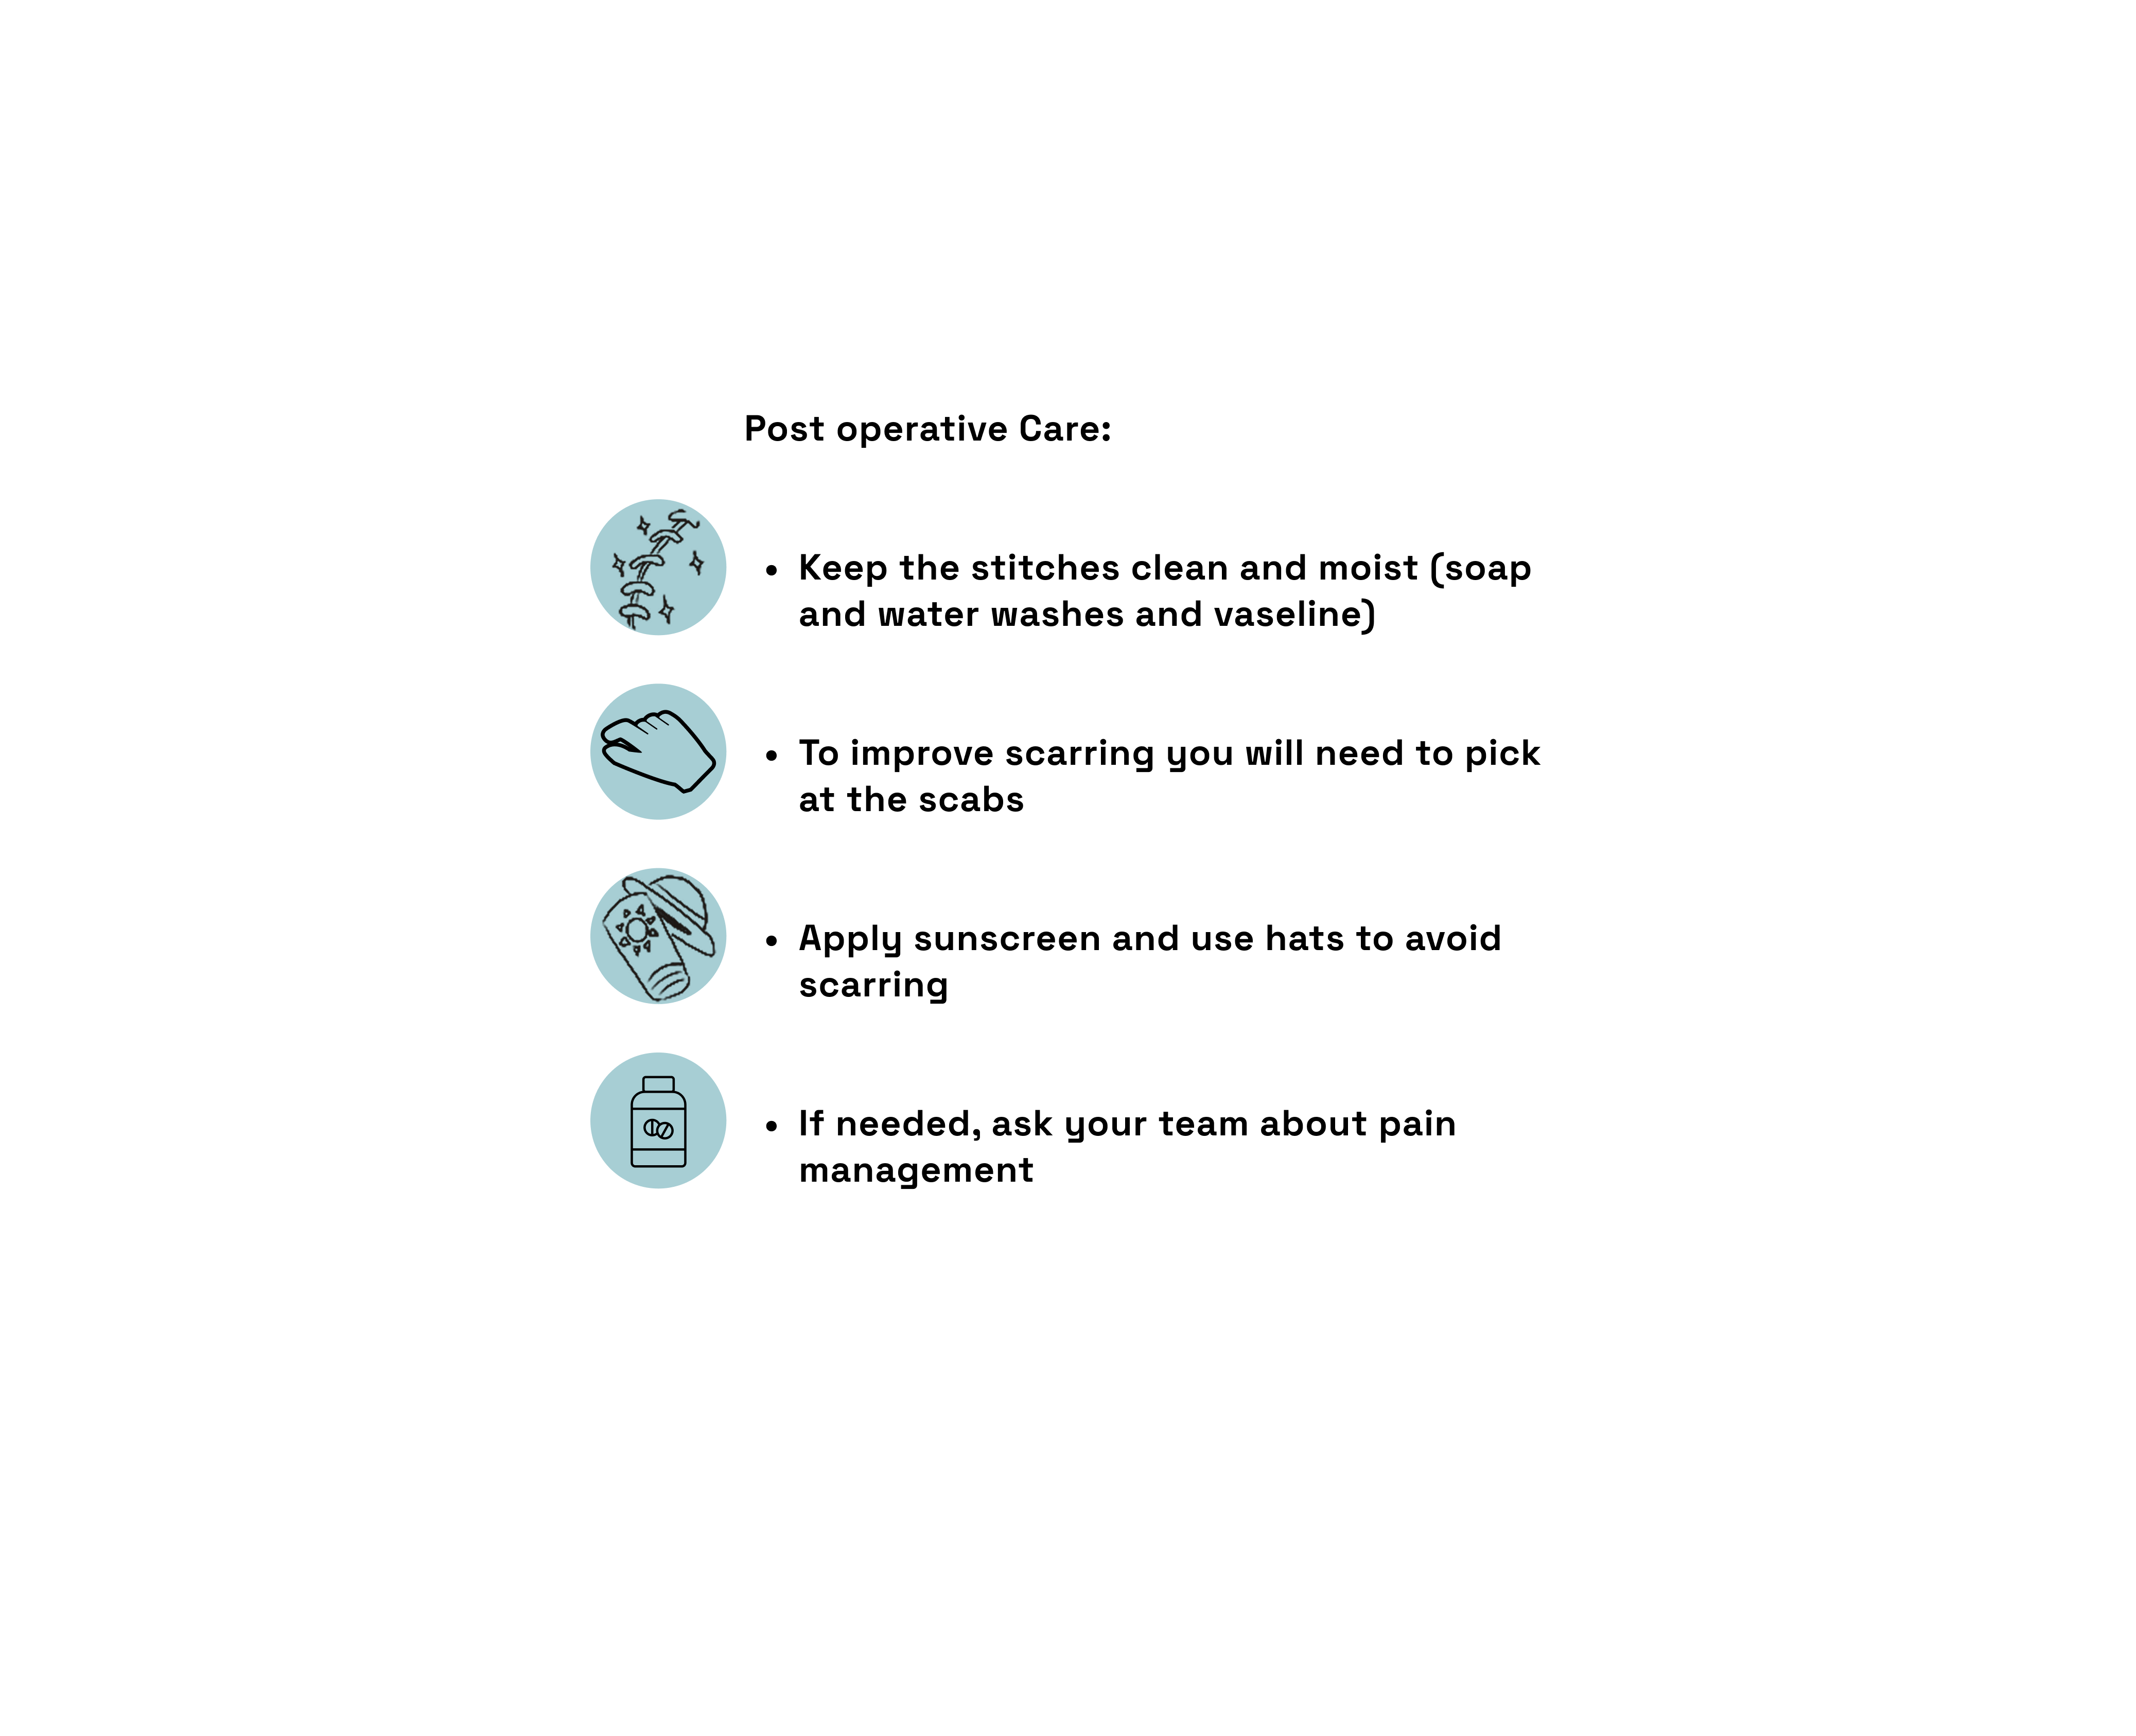 Post operative Care:
• Keep the stitches clean and moist (soap
and water washes and vaseline)
• To improve scarring you will need to pick
at the scabs
• Apply sunscreen and use hats to avoid
scarring
• If needed, ask your team about pain
management